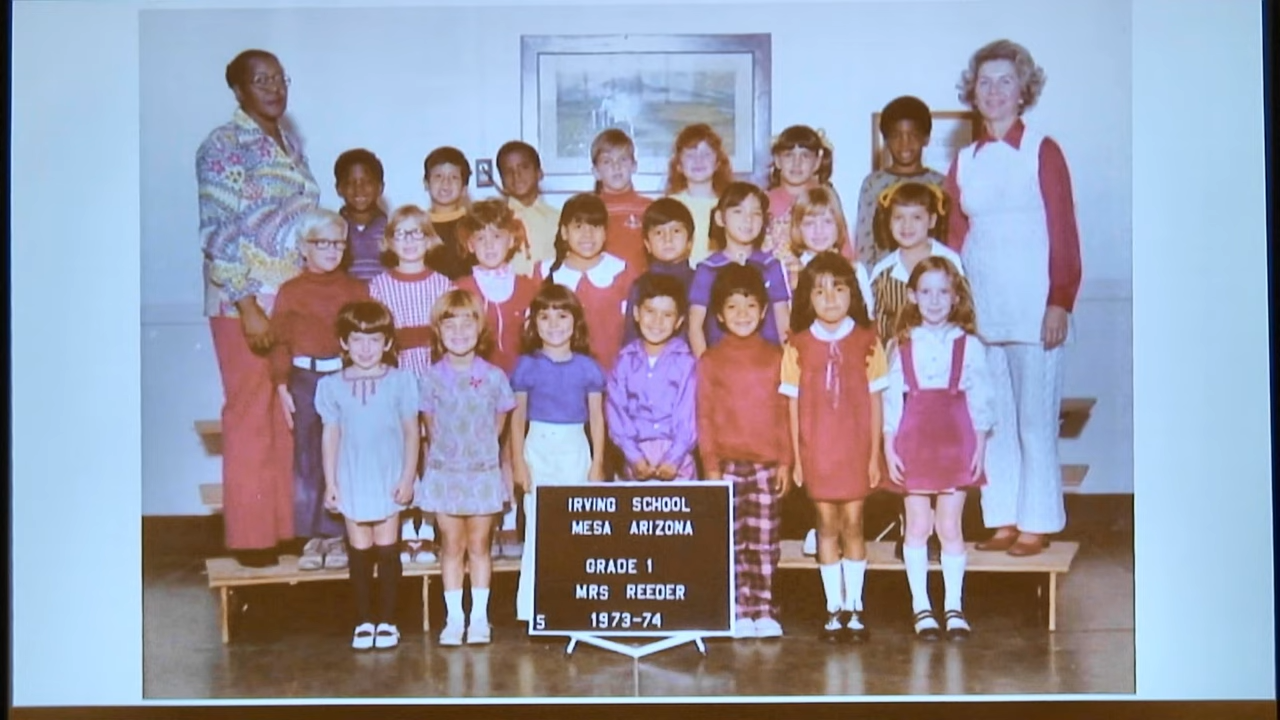 IRVING SCHOOL
MESA ARIZONA
GRADE 1
MRS REEDER
5 1973-74